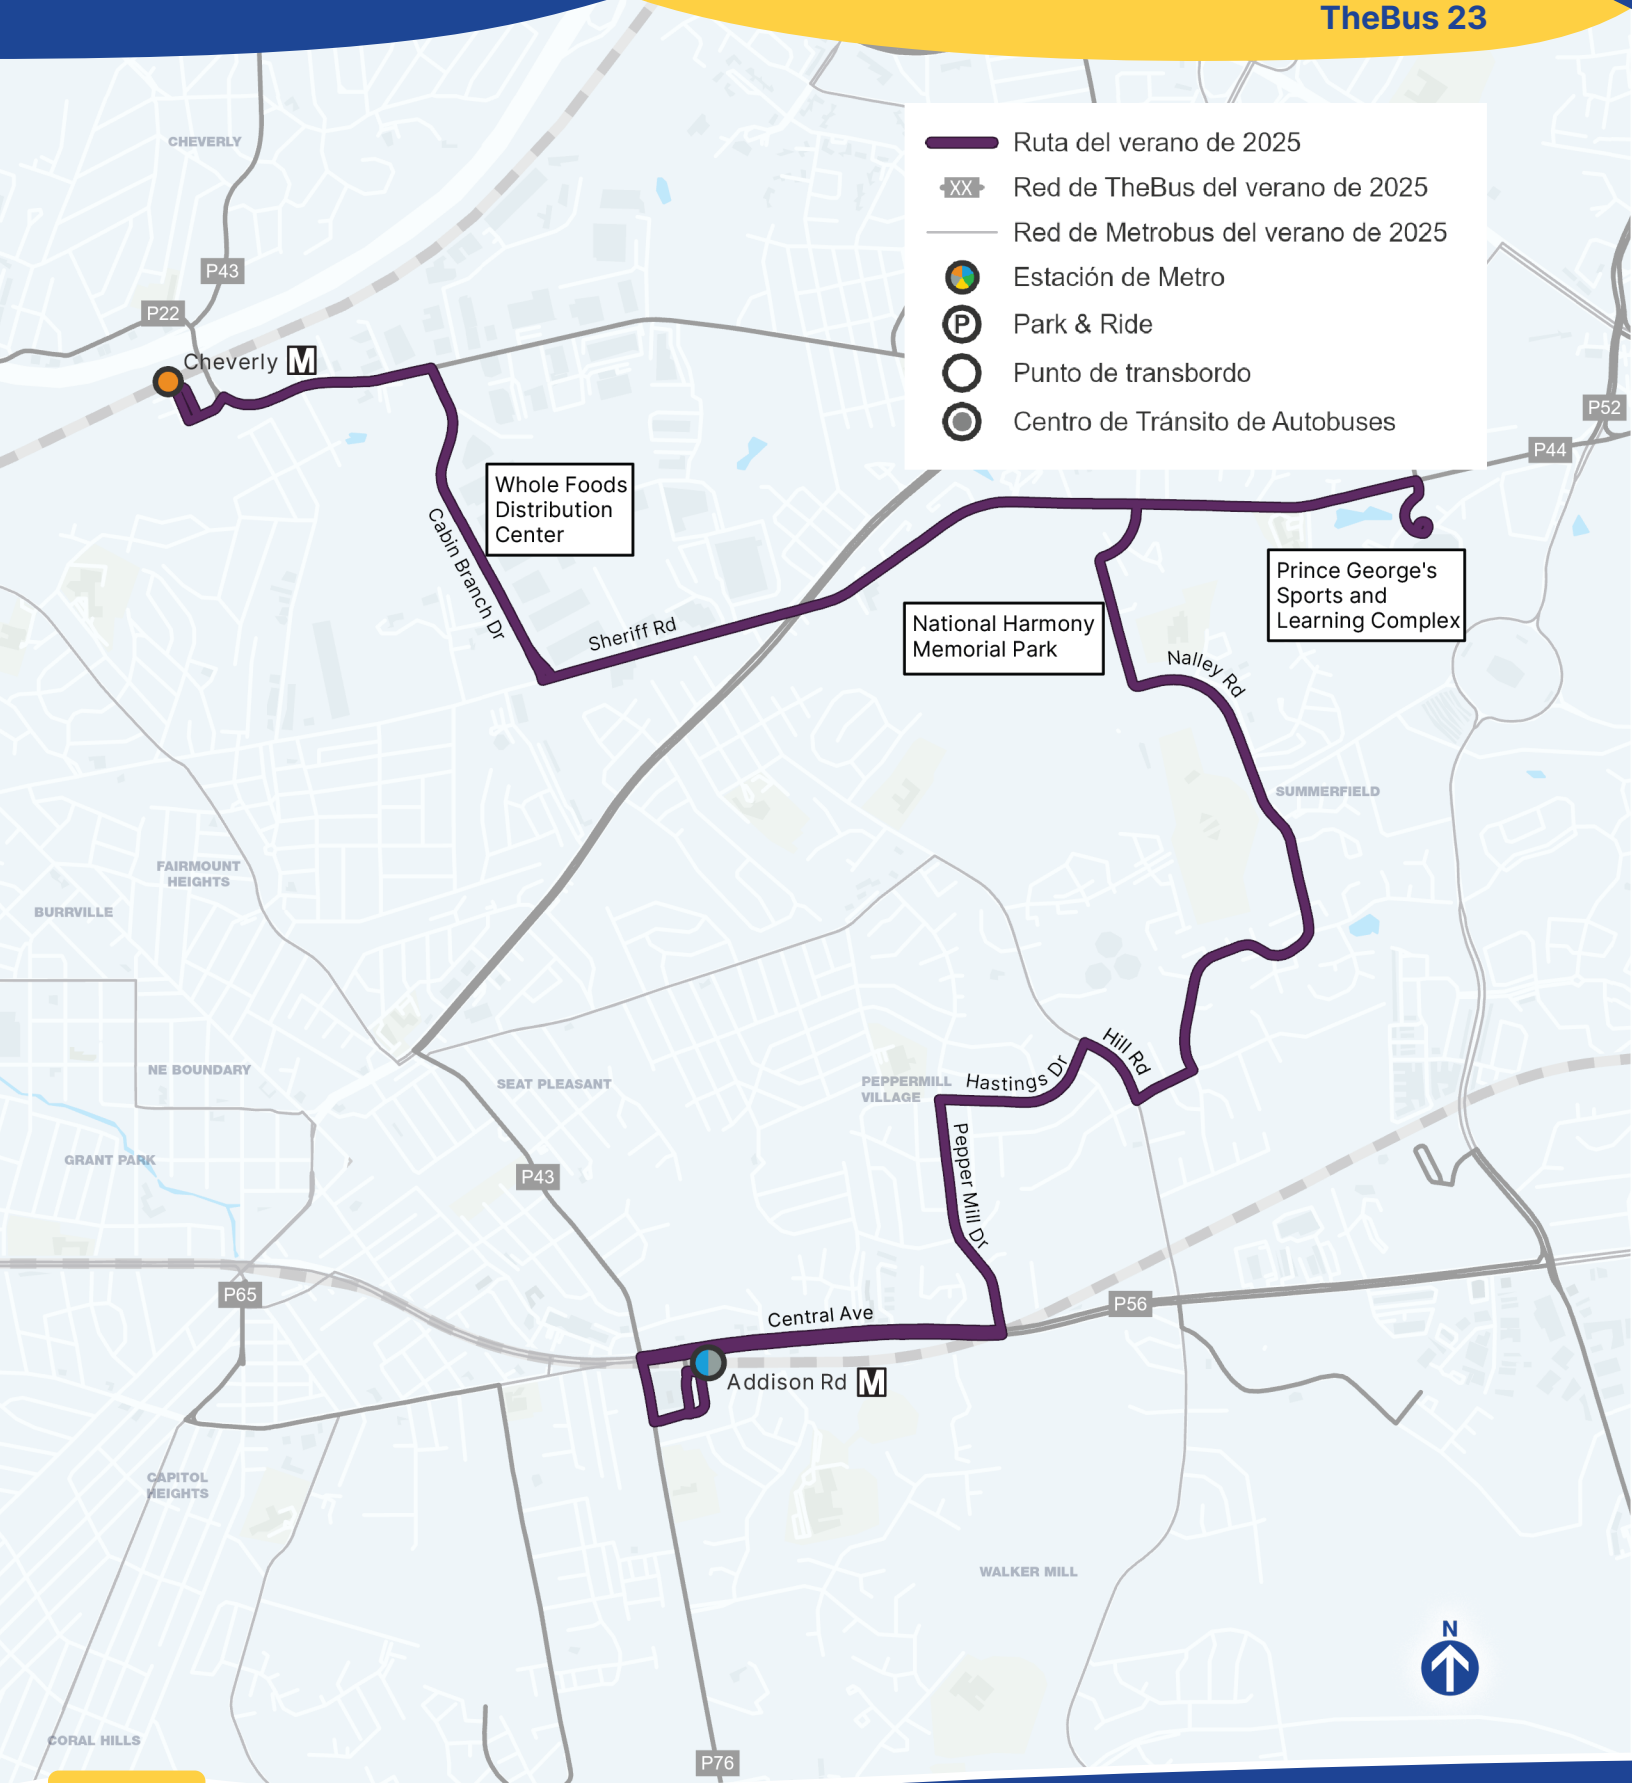 TheBus 23
Ruta del verano de 2025
XX
Red de TheBus del verano de 2025
Red de Metrobus del verano de 2025
Estación de Metro
P
Park & Ride
Punto de transbordo
Centro de Tránsito de Autobuses
CHEVERLY
P43
P22
Cheverly M
P52
P44
Whole Foods
Distribution
Center
Cabin Branch Dr
Sheriff Rd
National Harmony
Memorial Park
Prince George's
Sports and
Learning Complex
Nalley Rd
SUMMERFIELD
FAIRMOUNT
HEIGHTS
BURRVILLE
NE BOUNDARY
SEAT PLEASANT
PEPPERMILL
VILLAGE
Hastings Dr
Hill Rd
Pepper Mill Dr
GRANT PARK
P43
P65
P56
Central Ave
Addison Rd M
CAPITOL
HEIGHTS
WALKER MILL
N
CORAL HILLS
P76